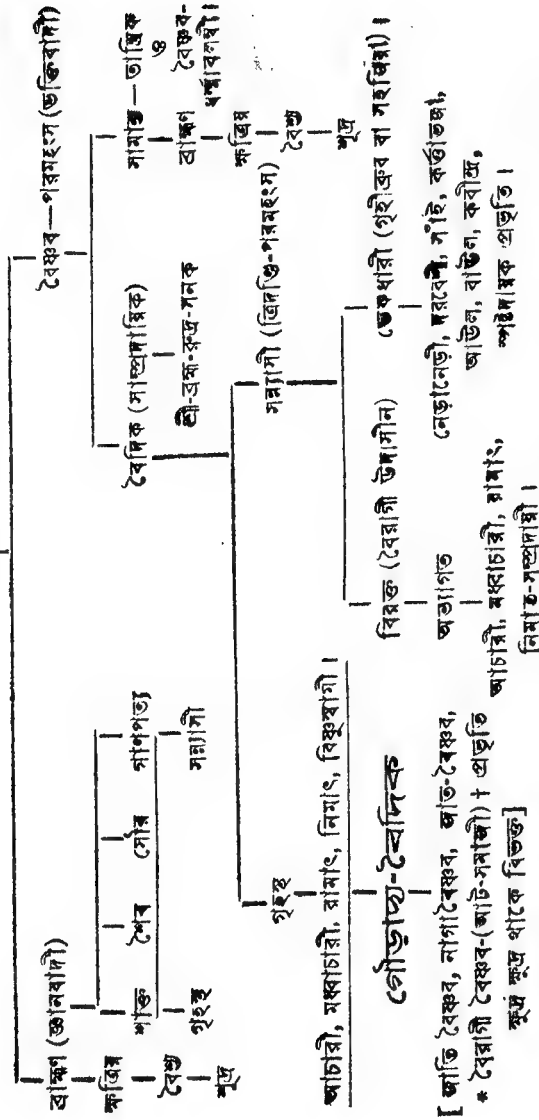 ব্রাহ্মণ (জ্ঞানবাদী)
ক্ষত্রিয়
বৈশ্য
শূদ্র
শাক্ত শৈব সৌর গাণপত্য
গৃহস্থ সন্ন্যাসী
বৈষ্ণব—পরমহংস (ভক্তিবাদী)
বৈদিক (সাম্প্রদায়িক)
শ্রী-ব্রহ্ম-রুদ্র-সনক
সামান্য—তান্ত্রিক
ও
ব্রাহ্মণ বৈষ্ণব-
ধর্ম্মাবলম্বী।
ক্ষত্রিয়
বৈশ্য
শূদ্র
গৃহস্থ
আচারী, মধ্বাচারী, রামাৎ, নিমাৎ, বিষ্ণুস্বামী।
গৌড়াদ্য-বৈদিক
[ জাতি বৈষ্ণব, নাগাবৈষ্ণব, জাত-বৈষ্ণব,
* বৈরাগী বৈষ্ণব-(আট-সমাজী) † প্রভৃতি
ক্ষুদ্র ক্ষুদ্র থাকে বিভক্ত]
সন্ন্যাসী (ত্রিদণ্ডি-পরমহংস)
বিরক্ত (বৈরাগী উদাসীন)
অভ্যাগত
আচারী, মধ্বাচারী, রামাৎ,
নিমাত-সম্প্রদায়ী।
ভেকধারী (গৃহীব্রুব বা সহজিয়া)।
নেড়ানেড়ী, দরবেশ, সাঁই, কর্ত্তাভজা,
আউল, বাউল, কবীন্দ্র,
স্পষ্টদায়ক প্রভৃতি।